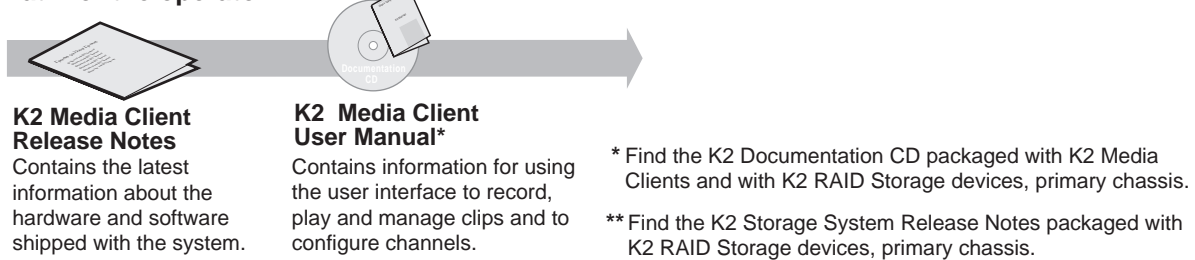 Documentation
CD
K2 Media Client
Release Notes
Contains the latest
information about the
hardware and software
shipped with the system.
K2 Media Client
User Manual*
Contains information for using
the user interface to record,
play and manage clips and to
configure channels.
* Find the K2 Documentation CD packaged with K2 Media
Clients and with K2 RAID Storage devices, primary chassis.
** Find the K2 Storage System Release Notes packaged with
K2 RAID Storage devices, primary chassis.